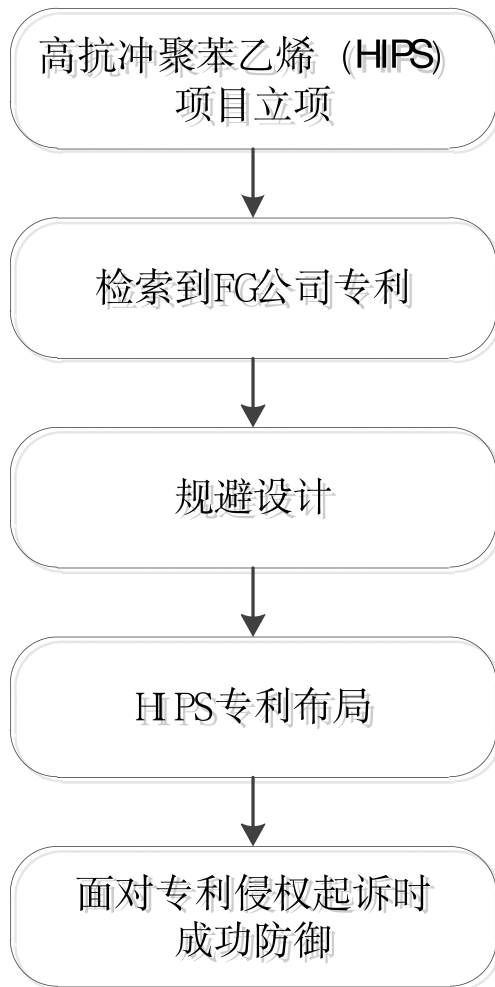 高抗冲聚苯乙烯（HIPS）
项目立项
检索到FG公司专利
规避设计
HIPS专利布局
面对专利侵权起诉时
成功防御